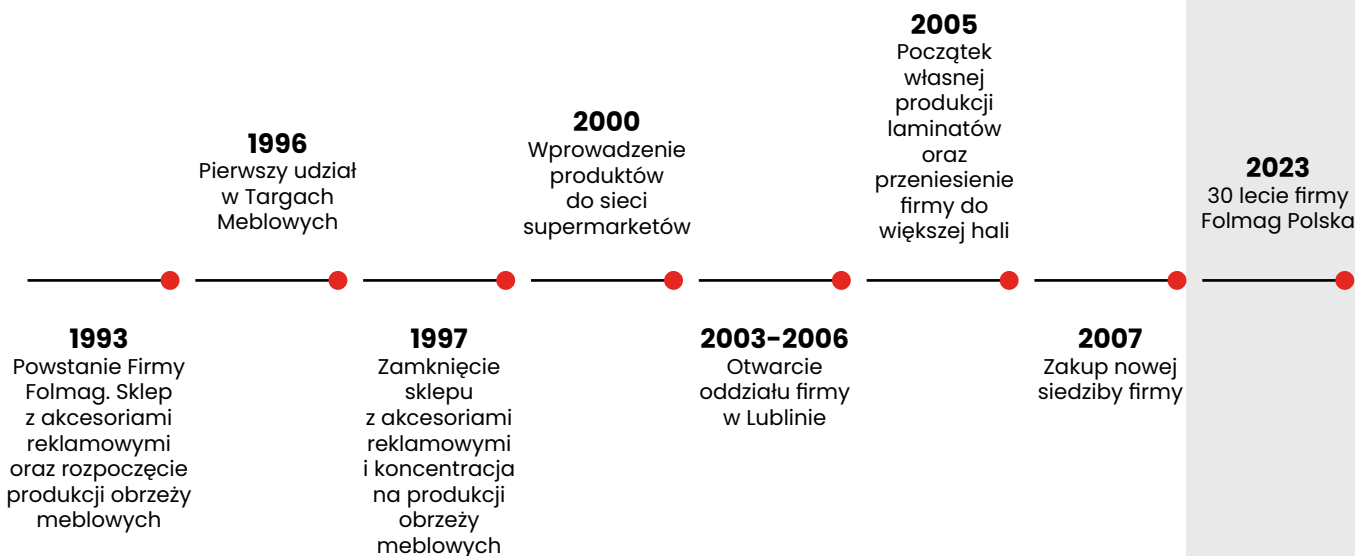 1993
Powstanie Firmy
Folmag. Sklep
z akcesoriami
reklamowymi
oraz rozpoczęcie
produkcji obrzeży
meblowych
1996
Pierwszy udział
w Targach
Meblowych
1997
Zamknięcie
sklepu
z akcesoriami
reklamowymi
i koncentracja
na produkcji
obrzeży
meblowych
2000
Wprowadzenie
produktów
do sieci
supermarketów
2003-2006
Otwarcie
oddziału firmy
w Lublinie
2005
Początek
własnej
produkcji
laminatów
oraz
przeniesienie
firmy do
większej hali
2007
Zakup nowej
siedziby firmy
2023
30 lecie firmy
Folmag Polska